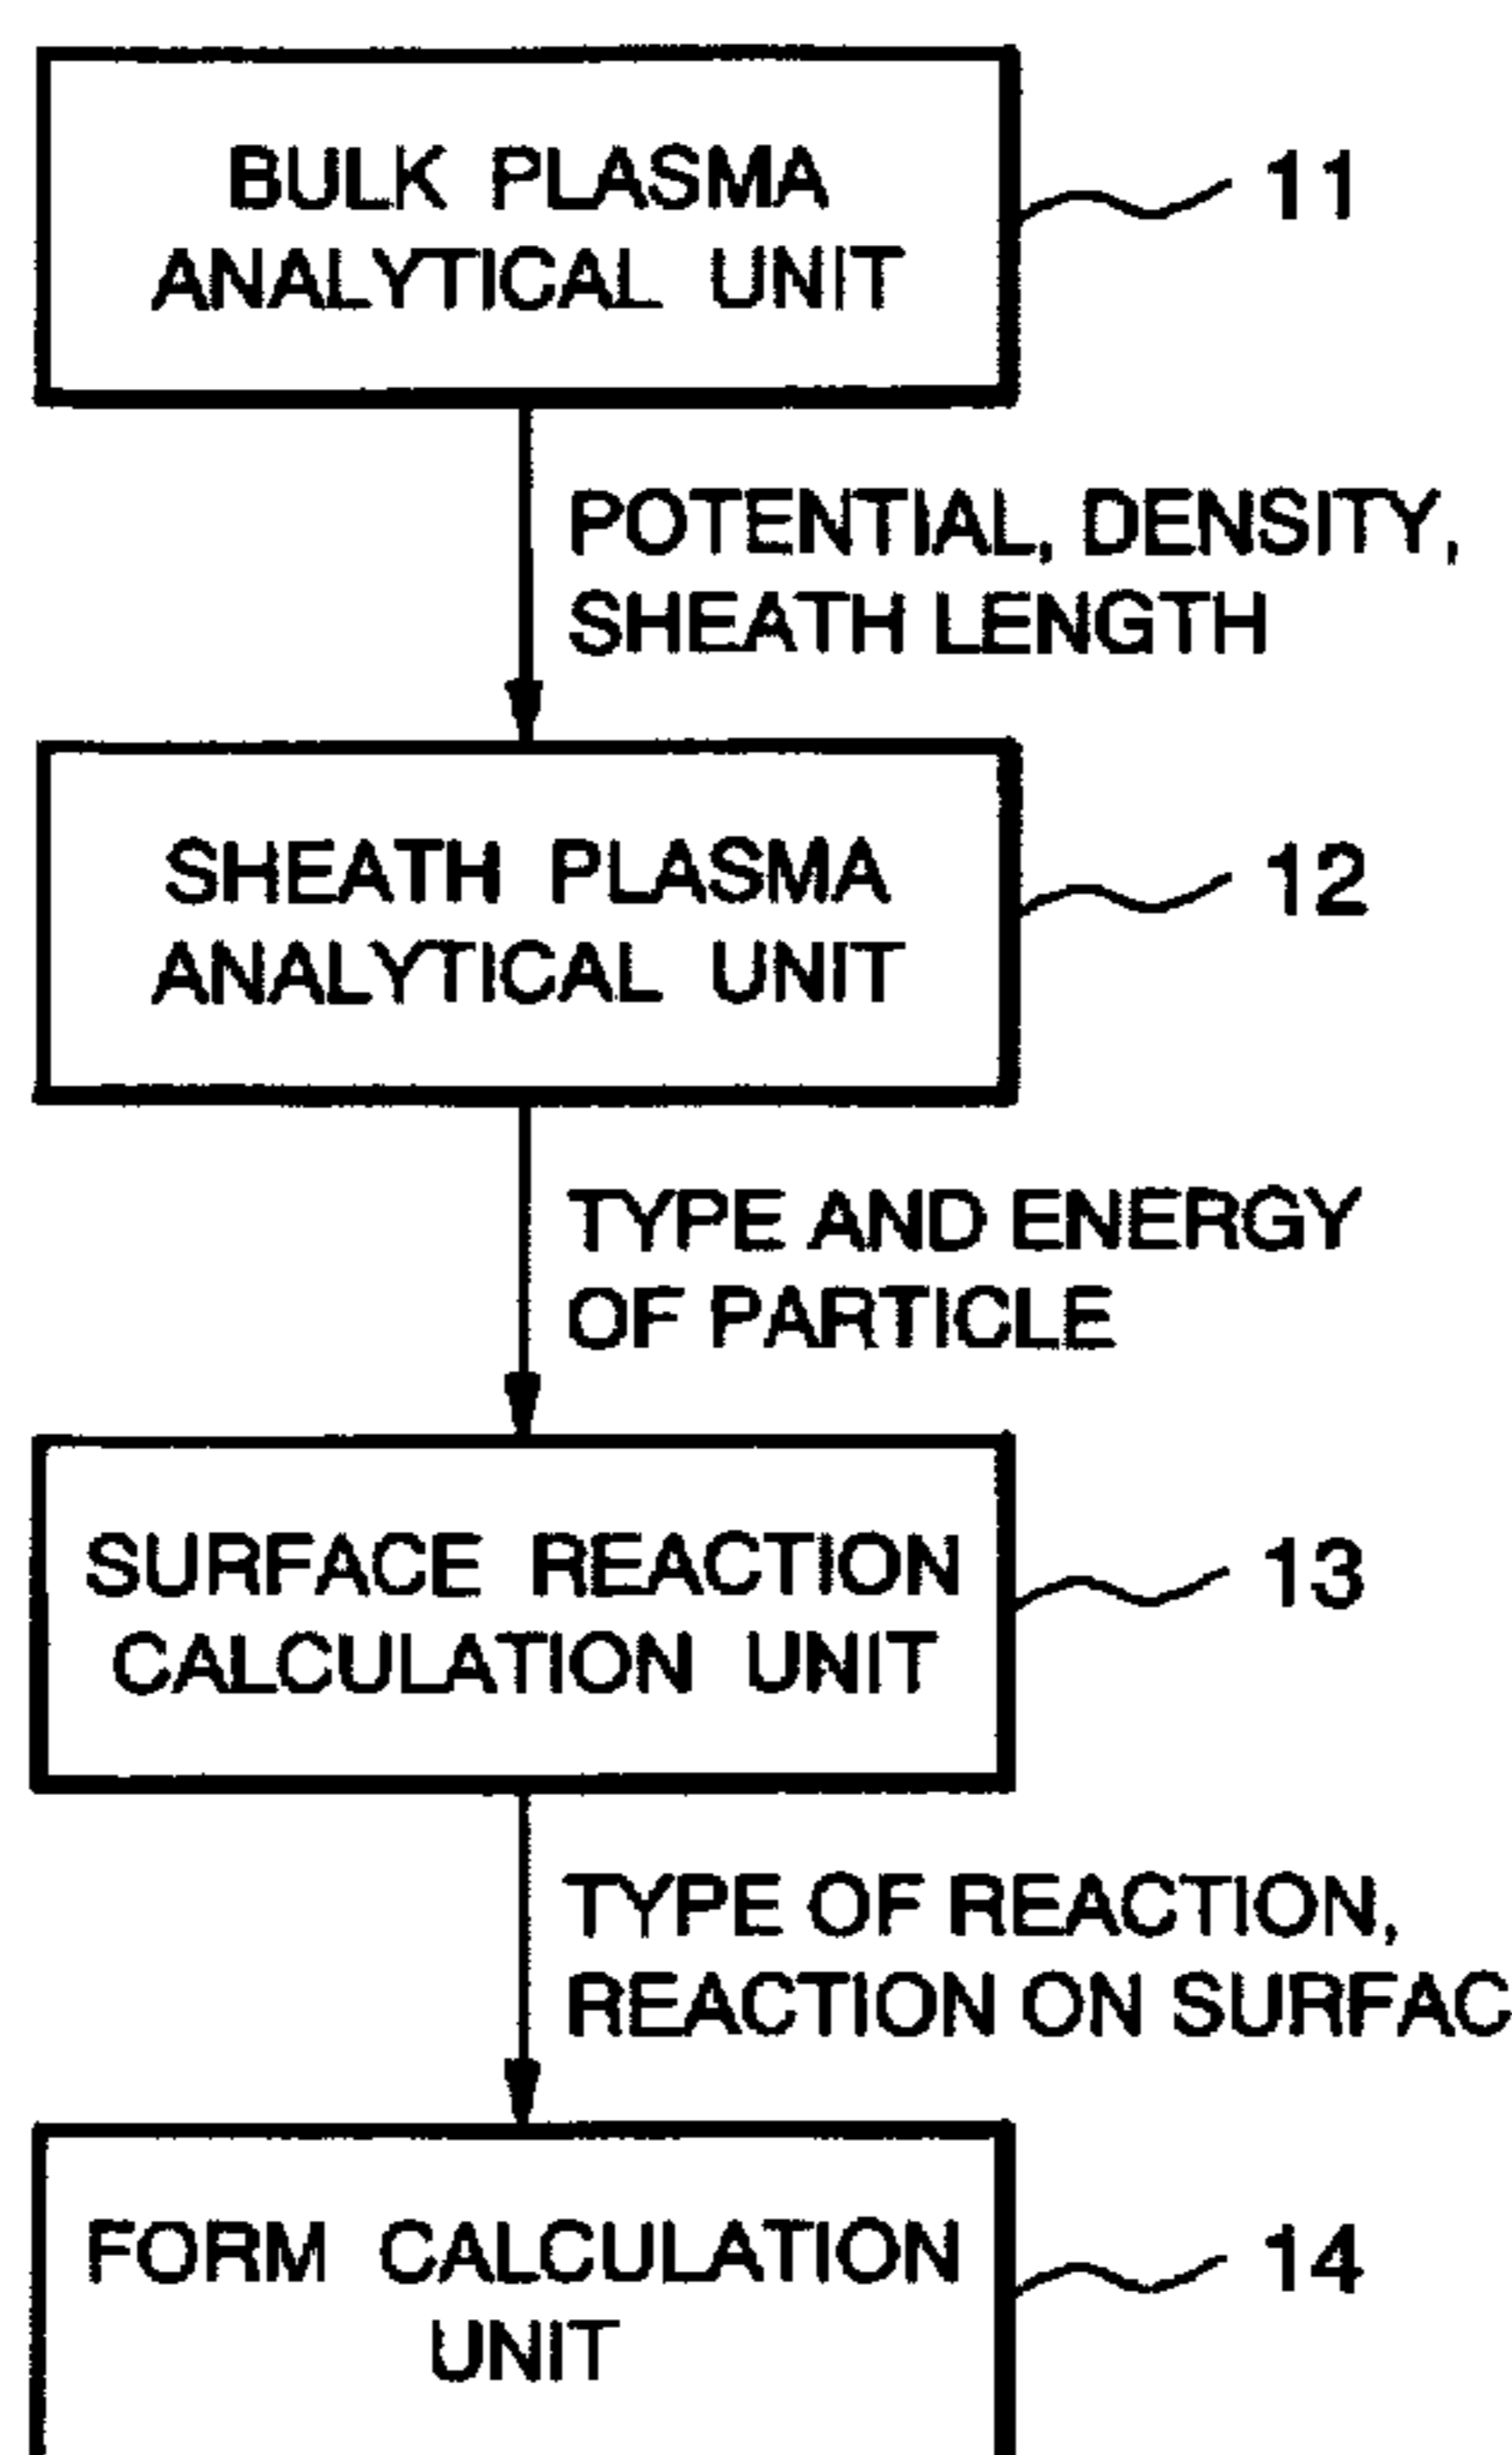 BULK PLASMA
ANALYTICAL UNIT
11
POTENTIAL, DENSITY,
SHEATH LENGTH
SHEATH PLASMA
ANALYTICAL UNIT
12
TYPE AND ENERGY
OF PARTICLE
SURFACE REACTION
CALCULATION UNIT
13
TYPE OF REACTION,
REACTION ON SURFAC
FORM CALCULATION
UNIT
14